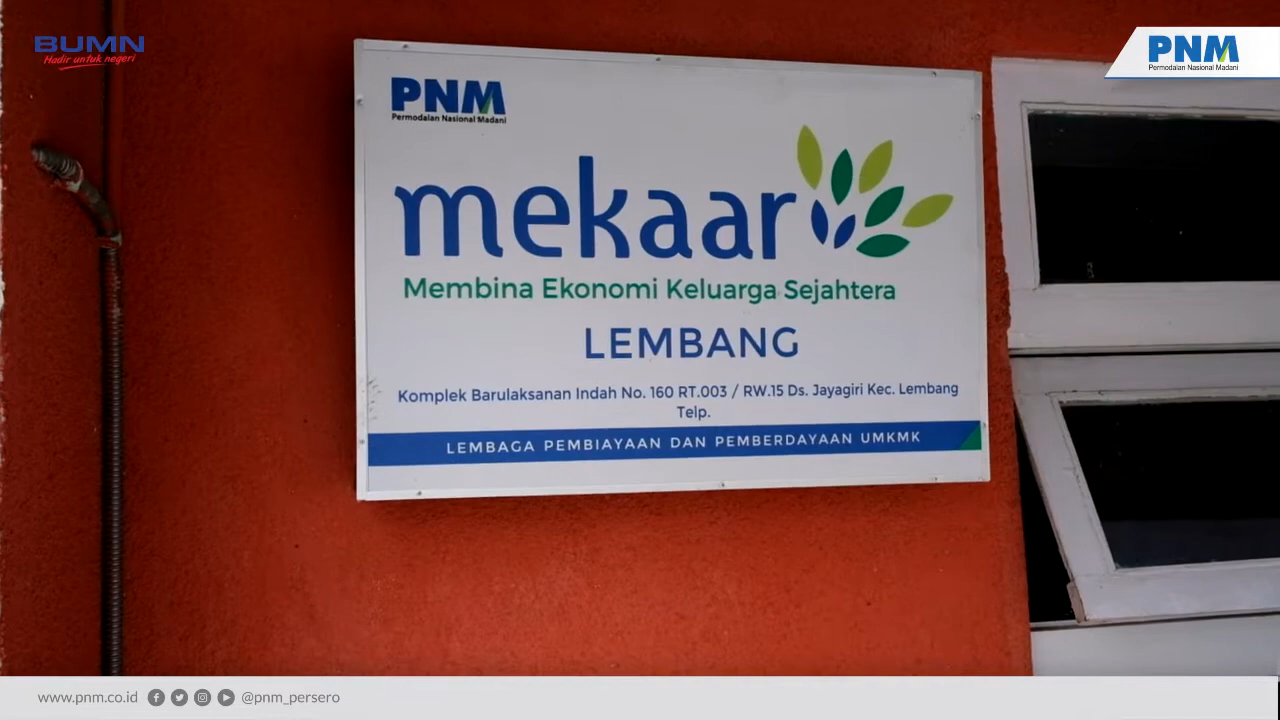 BUMN
Hadir untuk negeri
PNM
Permodalan Nasional Madani
PNM
Permodalan Nasional Madani
mekaar
Membina Ekonomi Keluarga Sejahtera
LEMBANG
Komplek Barulaksanan Indah No. 160 RT.003 / RW.15 Ds. Jayagiri Kec. Lembang
Telp.
LEMBAGA PEMBIAYAAN DAN PEMBERDAYAAN UMKMK
www.pnm.co.id @pnm_persero